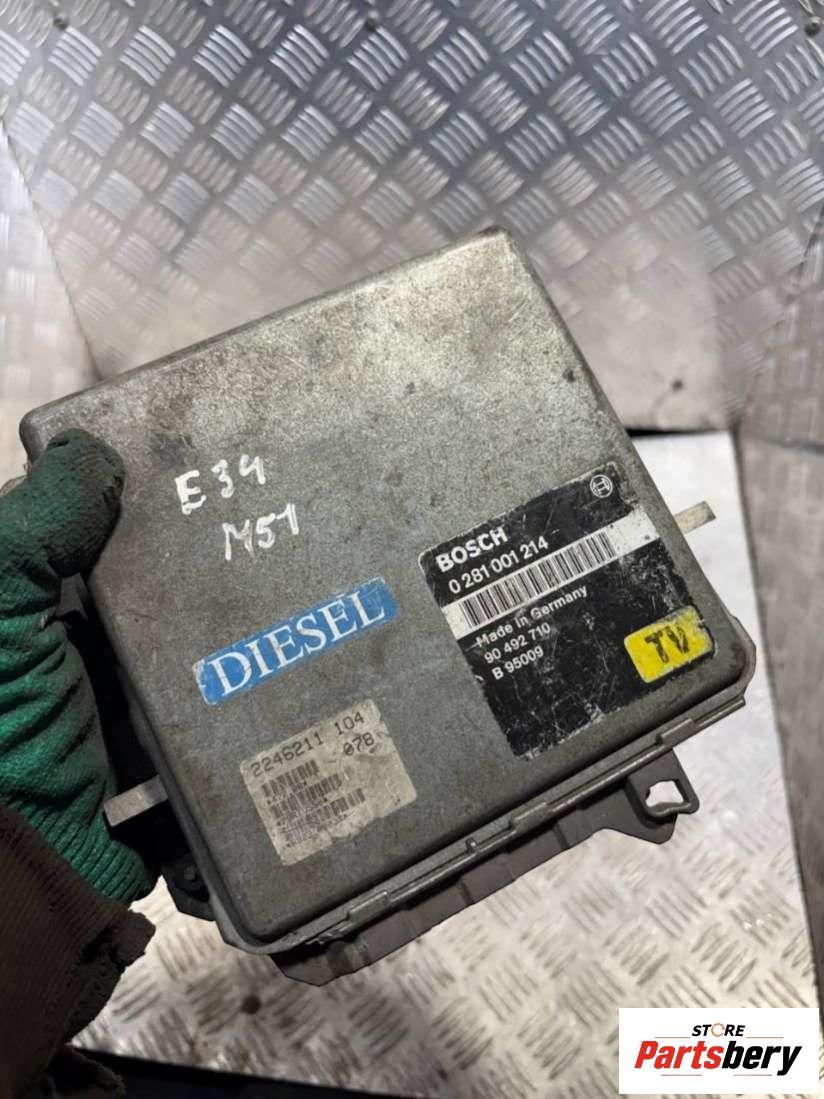 E34
M51
DIESEL
BOSCH
0 281 001 214
Made in Germany
90 492 710
B 95009
TV
2246211 104
078
STORE
Partsbery